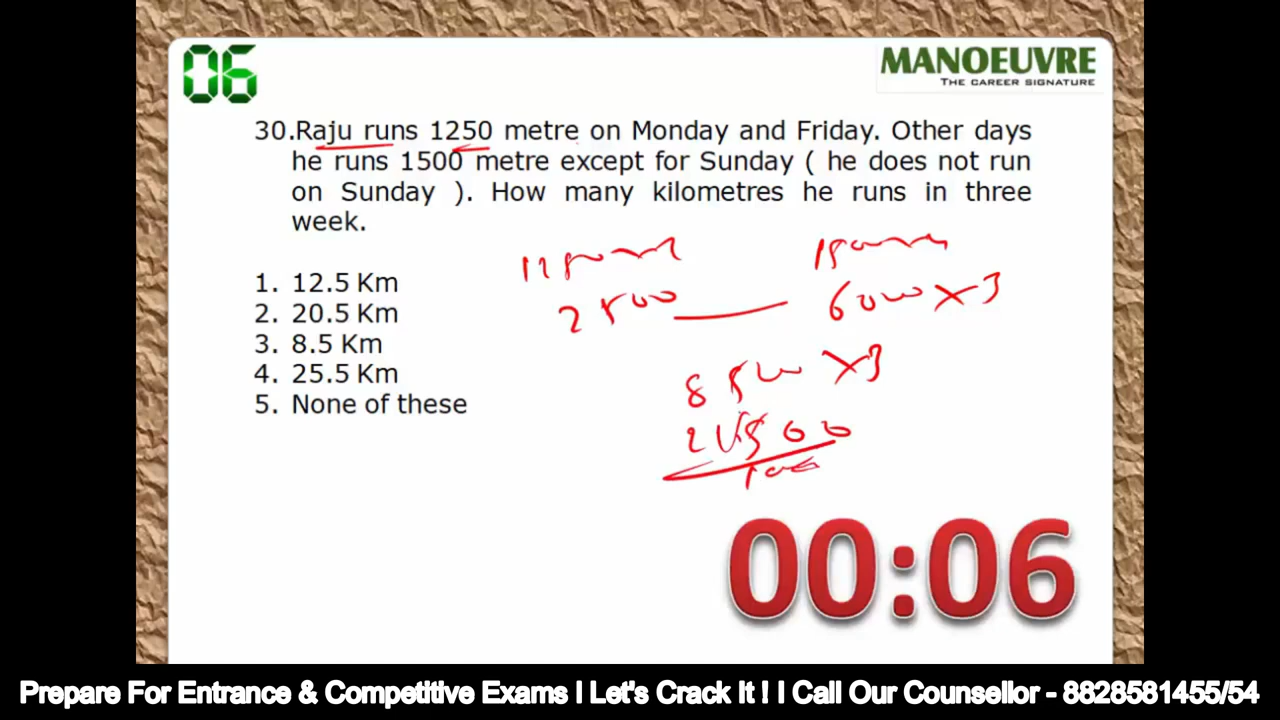 06
MANOEUVRE
THE CAREER SIGNATURE
30.Raju runs 1250 metre on Monday and Friday. Other days
he runs 1500 metre except for Sunday ( he does not run
on Sunday ). How many kilometres he runs in three
week.
1. 12.5 Km
2. 20.5 Km
3. 8.5 Km
4. 25.5 Km
5. None of these
2500 6000 X 3
8500 X3
00:06
Prepare For Entrance & Competitive Exams I Let's Crack It ! I Call Our Counsellor - 8828581455/54